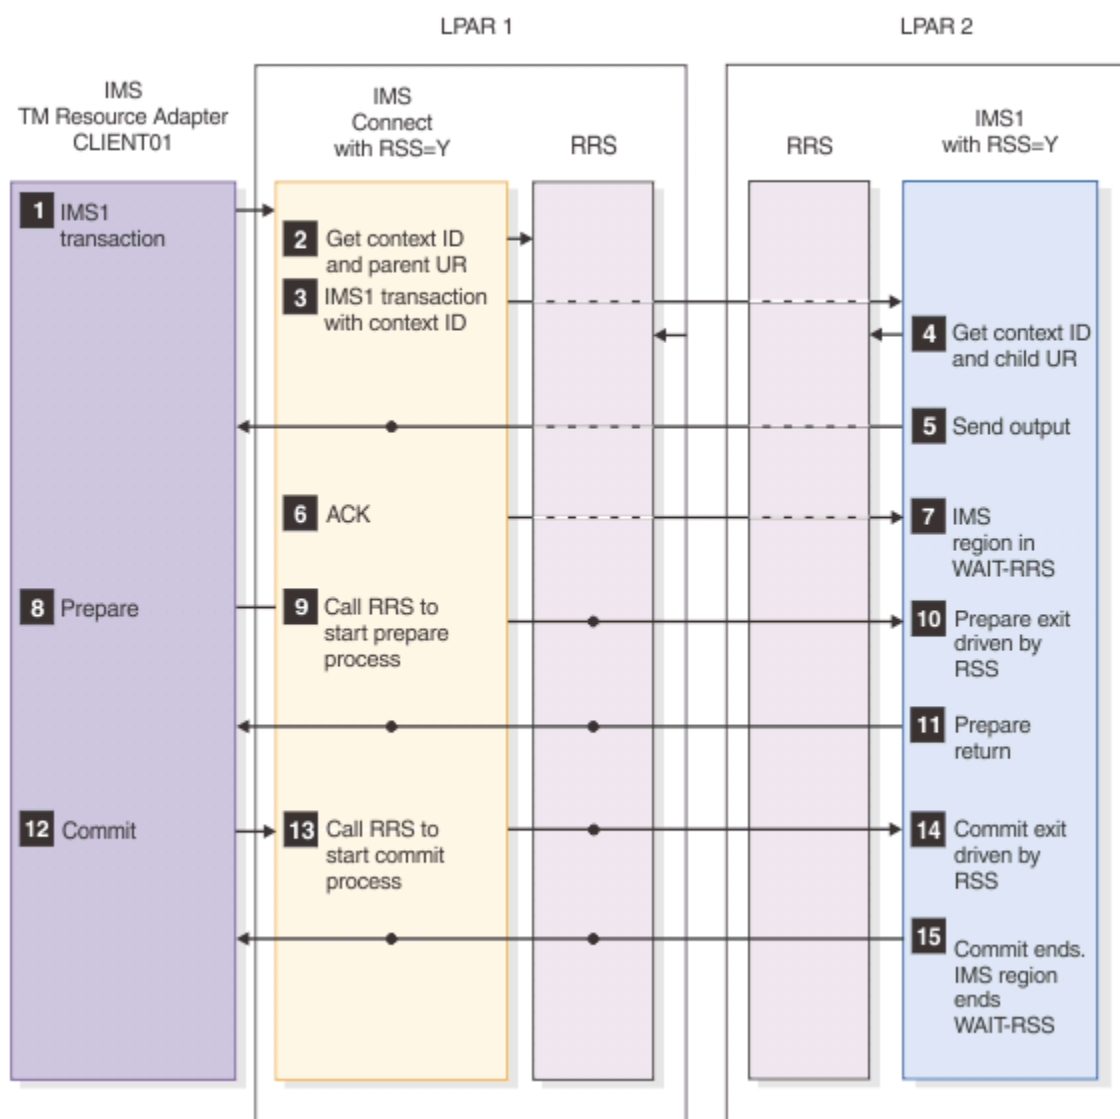 LPAR 1
LPAR 2
IMS
TM Resource Adapter
CLIENT01
IMS
Connect
with RSS=Y
RRS
RRS
IMS1
with RSS=Y
1 IMS1
transaction
2 Get context ID
and parent UR
3 IMS1 transaction
with context ID
4 Get context ID
and child UR
5 Send output
6 ACK
7 IMS
region in
WAIT-RRS
8 Prepare
9 Call RRS to
start prepare
process
10 Prepare exit
driven by
RSS
11 Prepare
return
12 Commit
13 Call RRS to
start commit
process
14 Commit exit
driven by
RSS
15 Commit ends.
IMS region
ends
WAIT-RSS